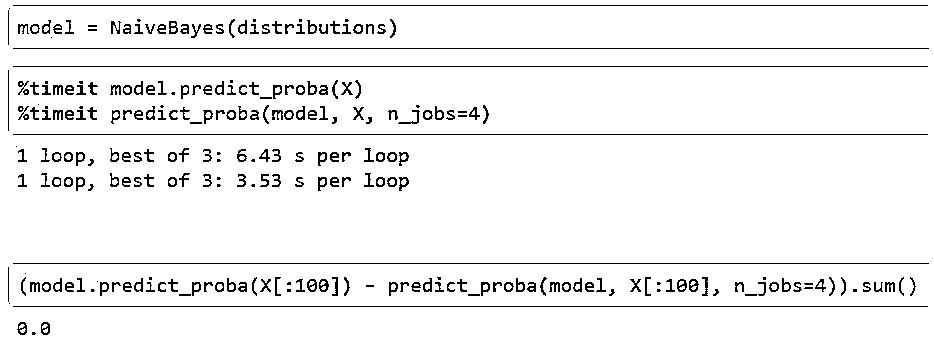 model = NaiveBayes(distributions)
%timeit model.predict_proba(X)
%timeit predict_proba(model, X, n_jobs=4)
1 loop, best of 3: 6.43 s per loop
1 loop, best of 3: 3.53 s per loop
(model.predict_proba(X[:100]) - predict_proba(model, X[:100], n_jobs=4)).sum()
0.0